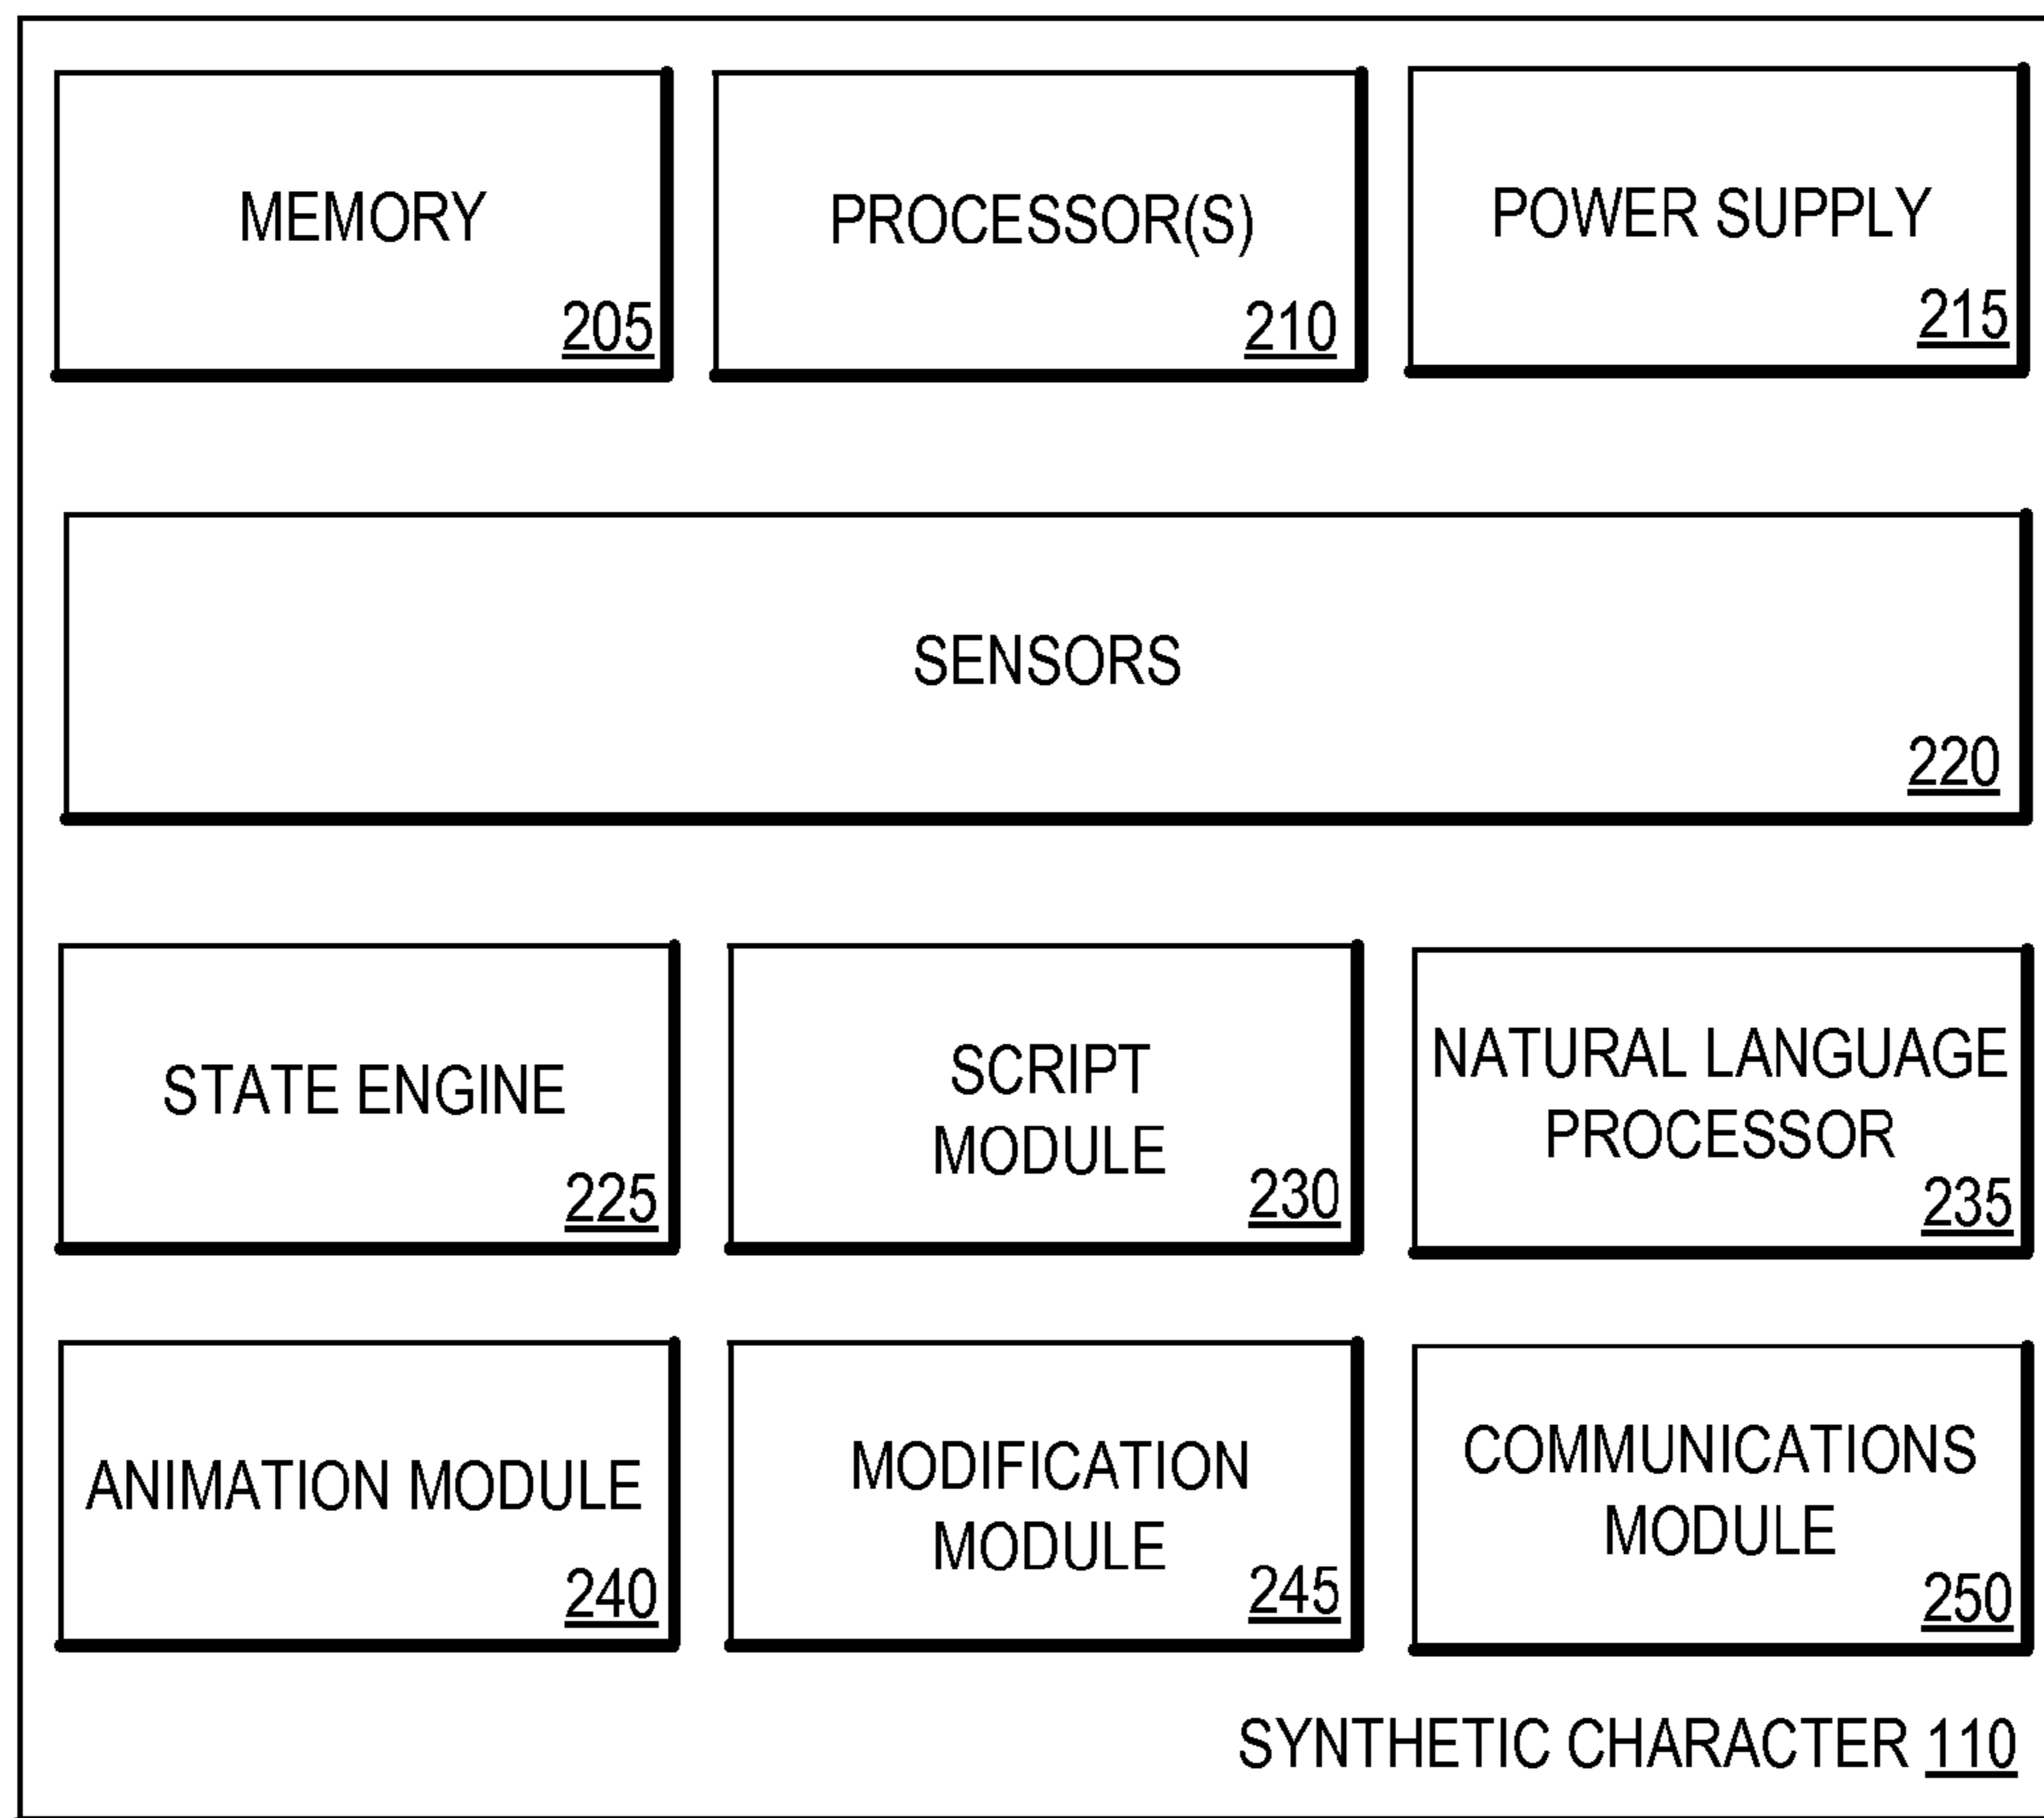 MEMORY
205
PROCESSOR(S)
210
POWER SUPPLY
215
SENSORS
220
STATE ENGINE
225
SCRIPT
MODULE
230
NATURAL LANGUAGE
PROCESSOR
235
ANIMATION MODULE
240
MODIFICATION
MODULE
245
COMMUNICATIONS
MODULE
250
SYNTHETIC CHARACTER 110